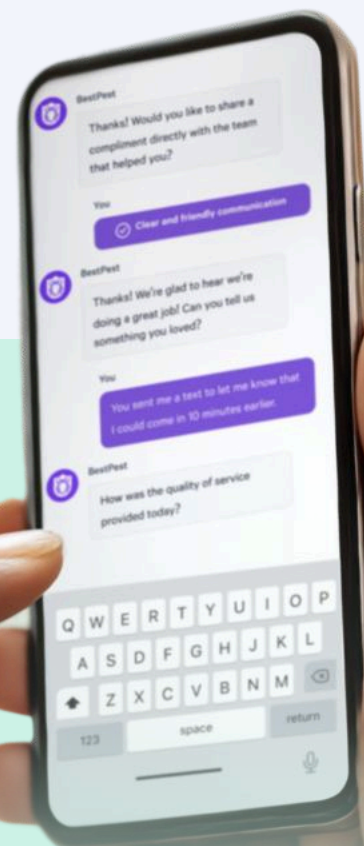 BestPest
Thanks! Would you like to share a
compliment directly with the team
that helped you?
You
Clear and friendly communication
BestPest
Thanks! We're glad to hear we're
doing a great job! Can you tell us
something you loved?
You
You sent me a text to let me know that
I could come in 10 minutes earlier.
BestPest
How was the quality of service
provided today?
Q W E R T Y U I O P
A S D F G H J K L
Z X C V B N M
123 space return